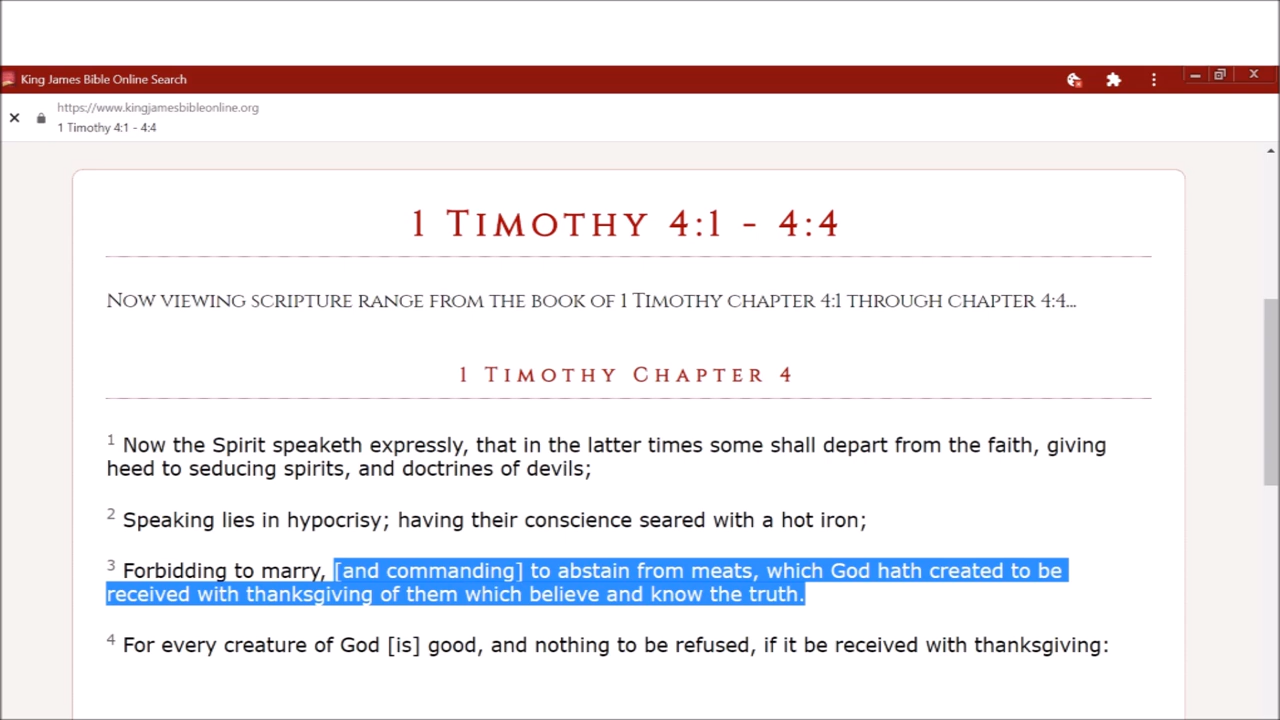 King James Bible Online Search
https://www.kingjamesbibleonline.org
1 Timothy 4:1 - 4:4
1 Timothy 4:1 - 4:4
Now viewing scripture range from the book of 1 Timothy chapter 4:1 through chapter 4:4...
1 Timothy Chapter 4
1 Now the Spirit speaketh expressly, that in the latter times some shall depart from the faith, giving
heed to seducing spirits, and doctrines of devils;
2 Speaking lies in hypocrisy; having their conscience seared with a hot iron;
3 Forbidding to marry, [and commanding] to abstain from meats, which God hath created to be
received with thanksgiving of them which believe and know the truth.
4 For every creature of God [is] good, and nothing to be refused, if it be received with thanksgiving: